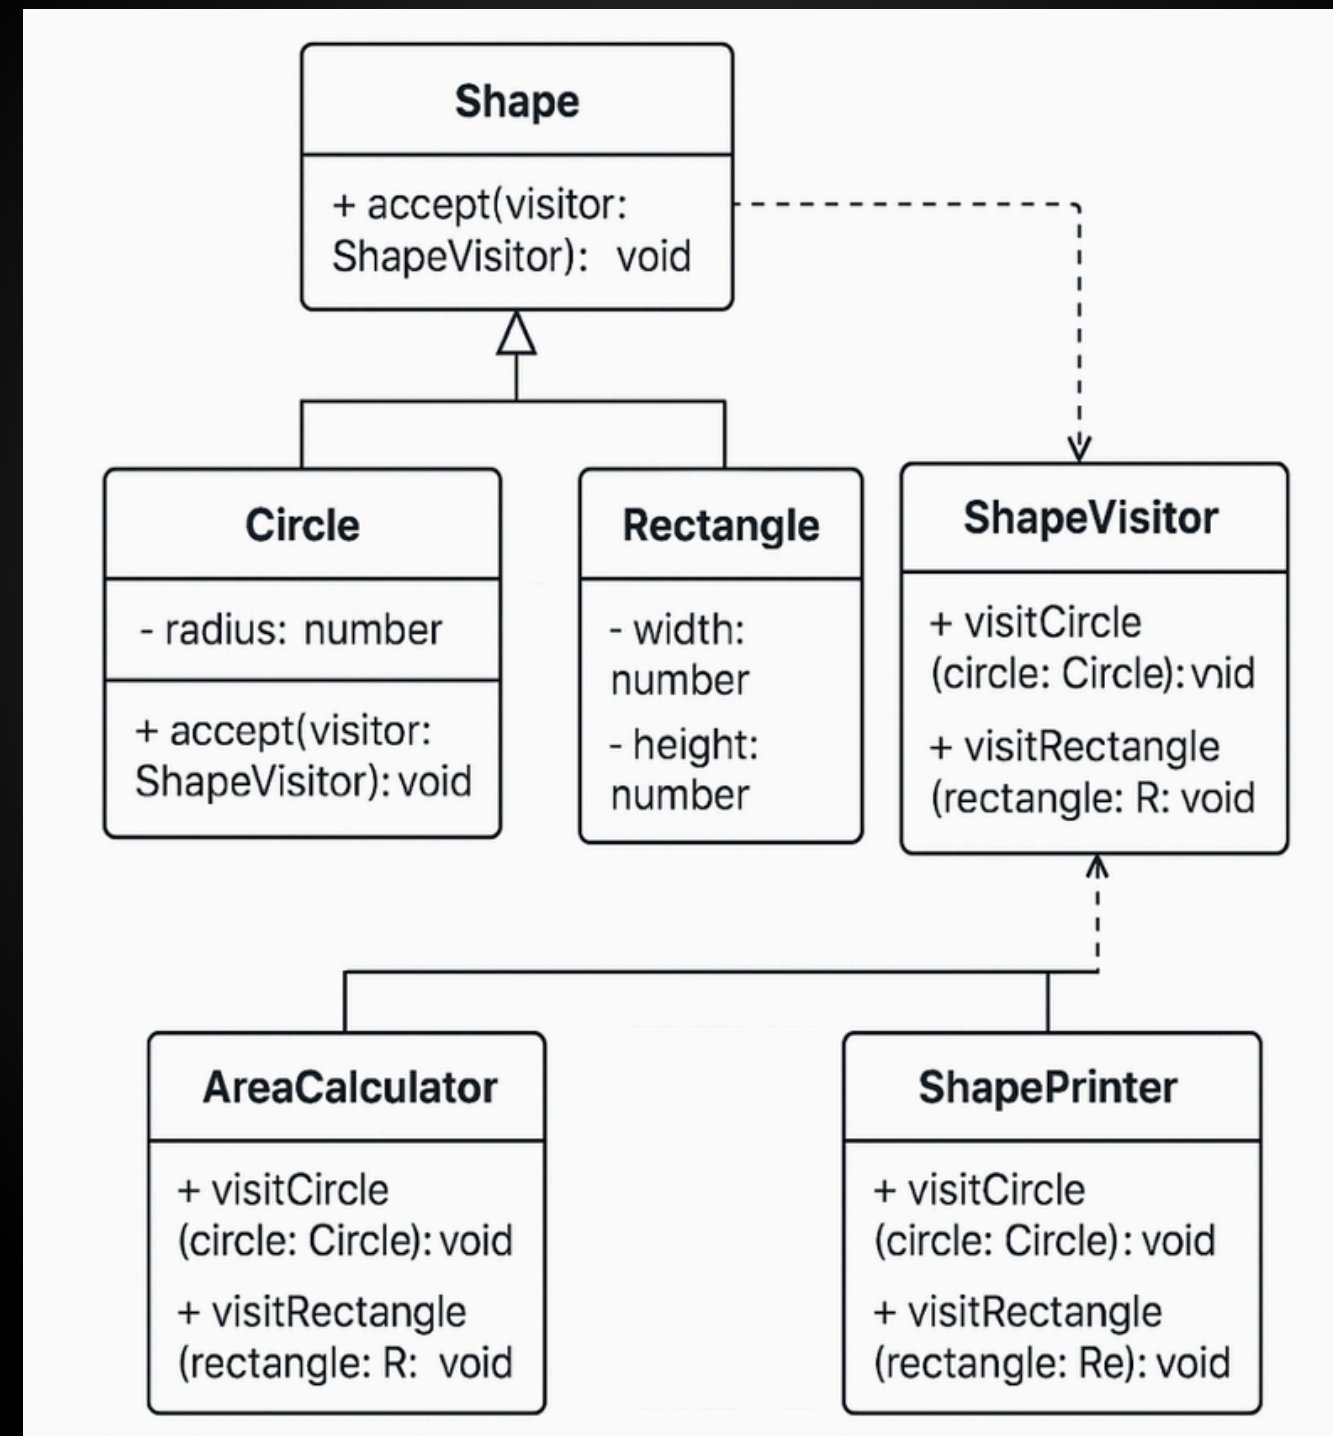 Shape
+ accept(visitor:
ShapeVisitor): void
Circle
- radius: number
+ accept(visitor:
ShapeVisitor): void
Rectangle
- width:
number
- height:
number
ShapeVisitor
+ visitCircle
(circle: Circle):
+ visitRectangle
(rectangle: R: void
AreaCalculator
+ visitCircle
(circle: Circle): void
+ visitRectangle
(rectangle: R: void
ShapePrinter
+ visitCircle
(circle: Circle): void
+ visitRectangle
(rectangle: Re): void